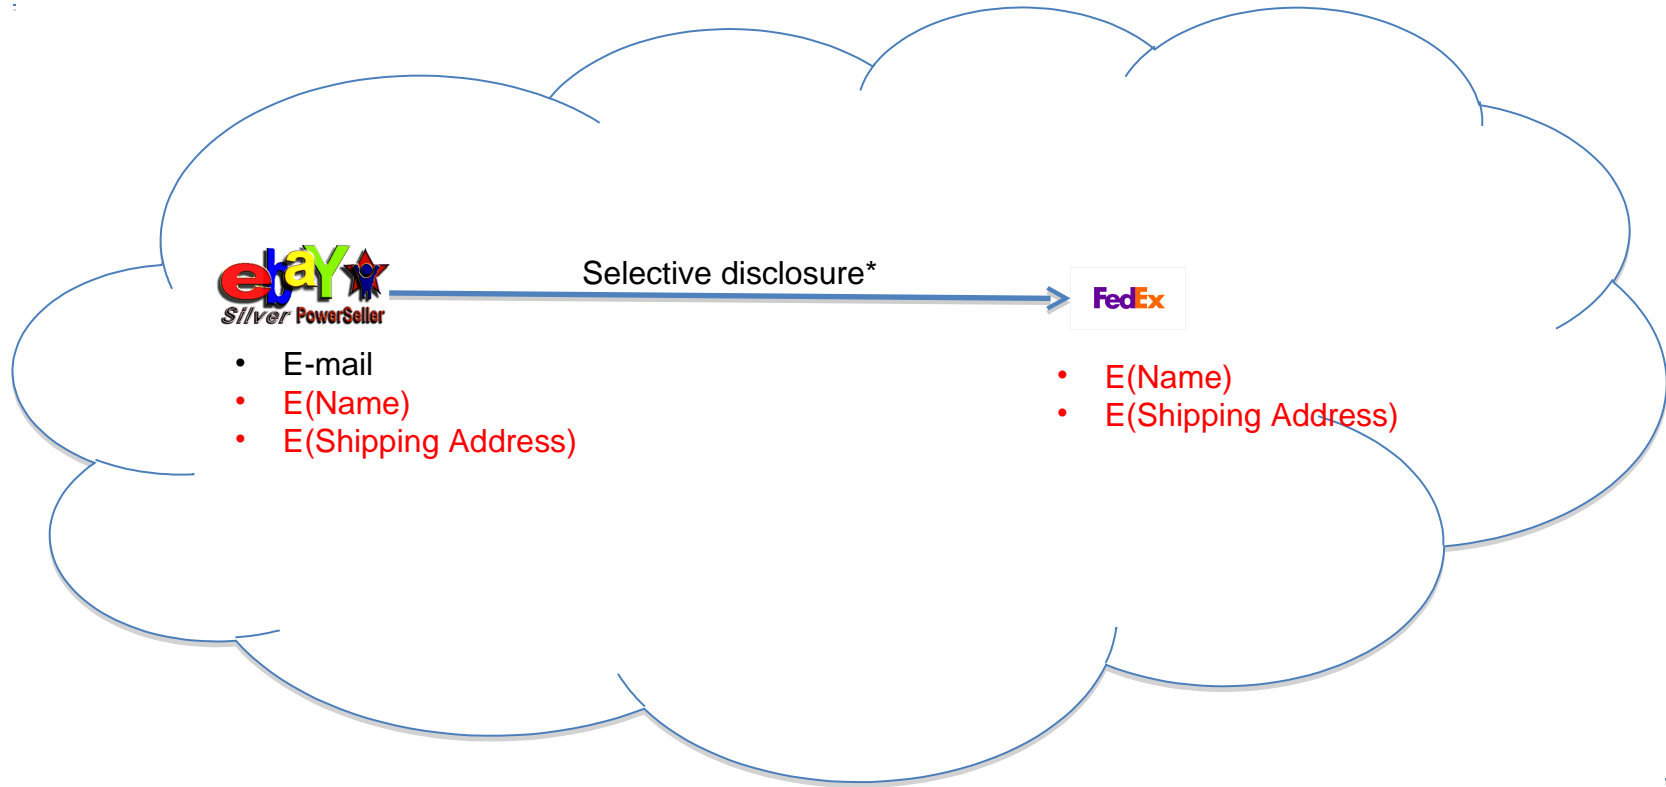 Selective disclosure*
ebaY
Silver PowerSeller
FedEx
• E-mail
• E(Name)
• E(Shipping Address)
• E(Name)
• E(Shipping Address)